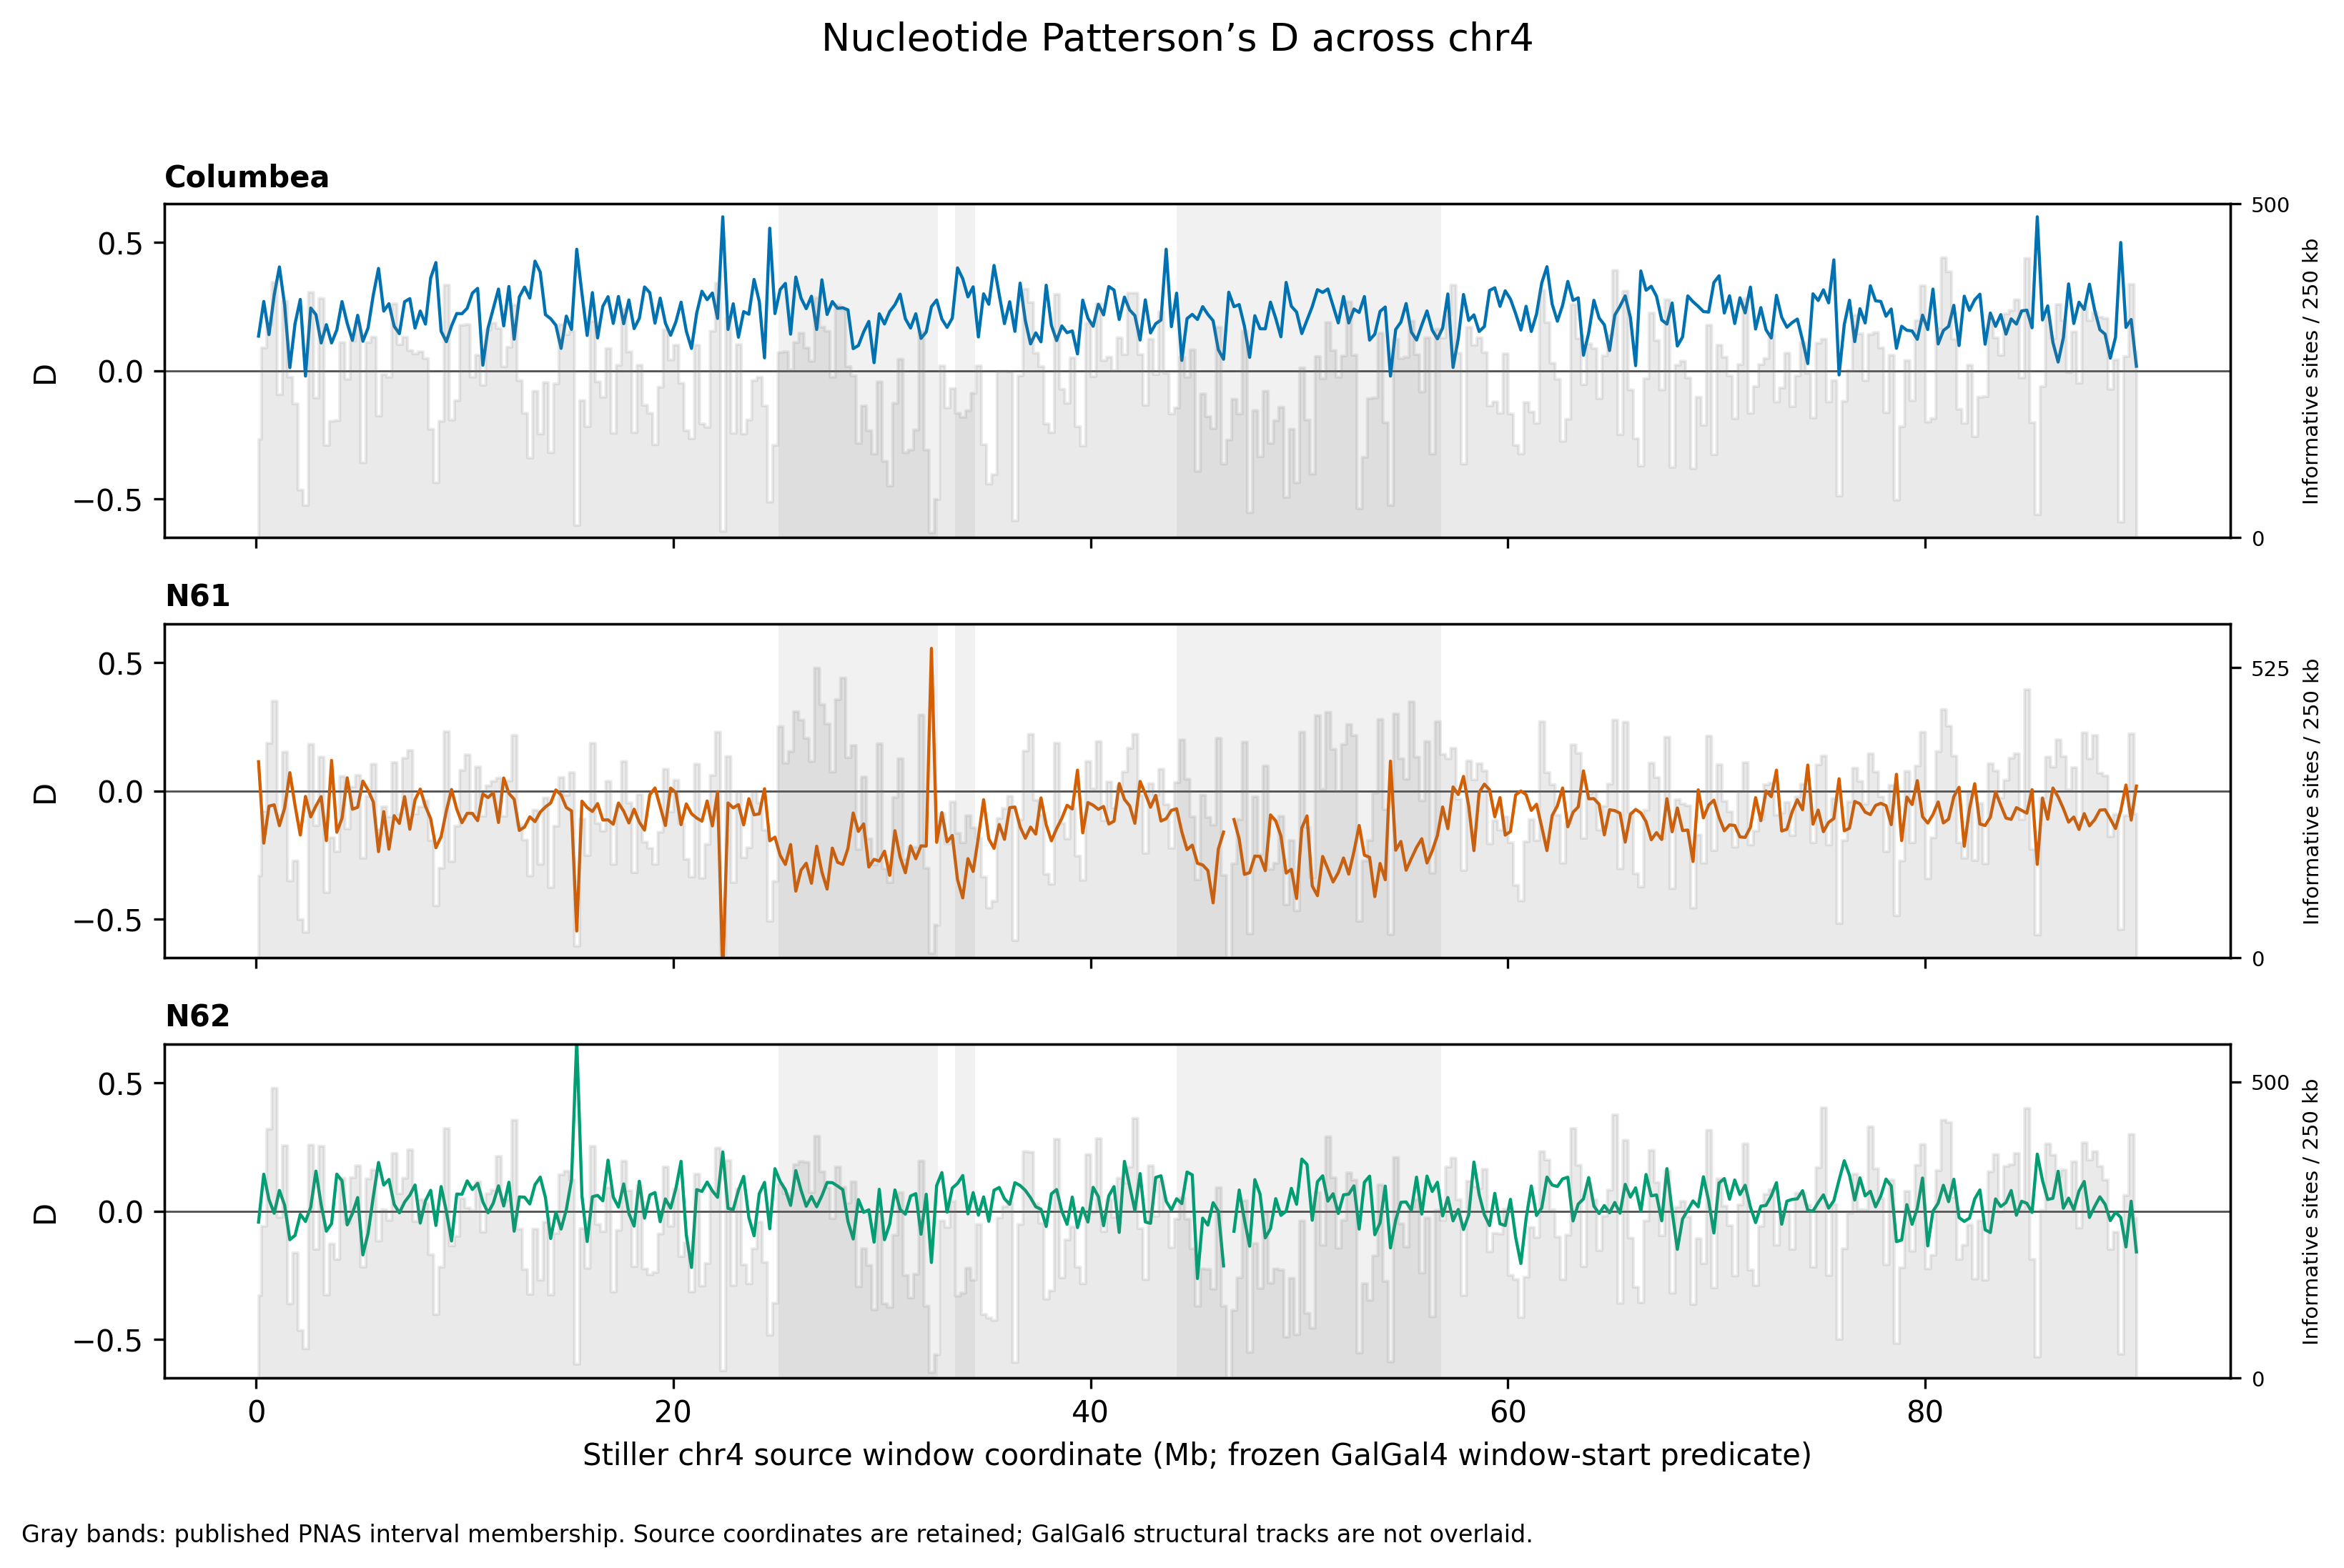 Nucleotide Patterson’s D across chr4
Columbea
0.5
0.0
−0.5
D
500
0
Informative sites / 250 kb
N61
0.5
0.0
−0.5
D
525
0
Informative sites / 250 kb
N62
0.5
0.0
−0.5
D
500
0
Informative sites / 250 kb
0 20 40 60 80
Stiller chr4 source window coordinate (Mb; frozen GalGal4 window-start predicate)
Gray bands: published PNAS interval membership. Source coordinates are retained; GalGal6 structural tracks are not overlaid.